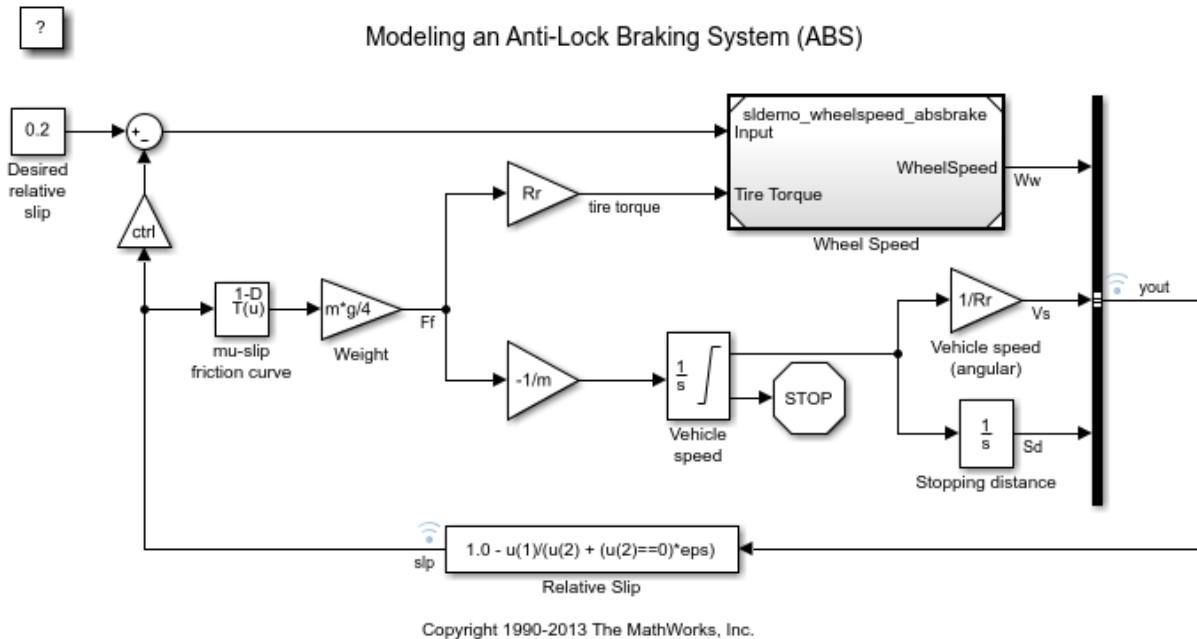 ?
Modeling an Anti-Lock Braking System (ABS)
0.2
Desired
relative
slip
+
-
ctrl
sldemo_wheelspeed_absbrake
Input
WheelSpeed
Tire Torque
Wheel Speed
Ww
Rr
tire torque
1-D
T(u)
mu-slip
friction curve
m*g/4
Weight
Ff
-1/m
1
s
Vehicle
speed
STOP
1/Rr
Vs
Vehicle speed
(angular)
1
s
Sd
Stopping distance
yout
slp
1.0 - u(1)/(u(2) + (u(2)==0)*eps)
Relative Slip
Copyright 1990-2013 The MathWorks, Inc.